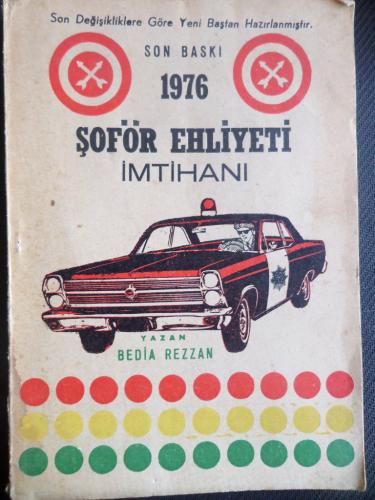 Son Değişikliklere Göre Yeni Baştan Hazırlanmıştır.
SON BASKI
1976
ŞOFÖR EHLİYETİ
İMTİHANI
YAZAN
BEDİA REZZAN